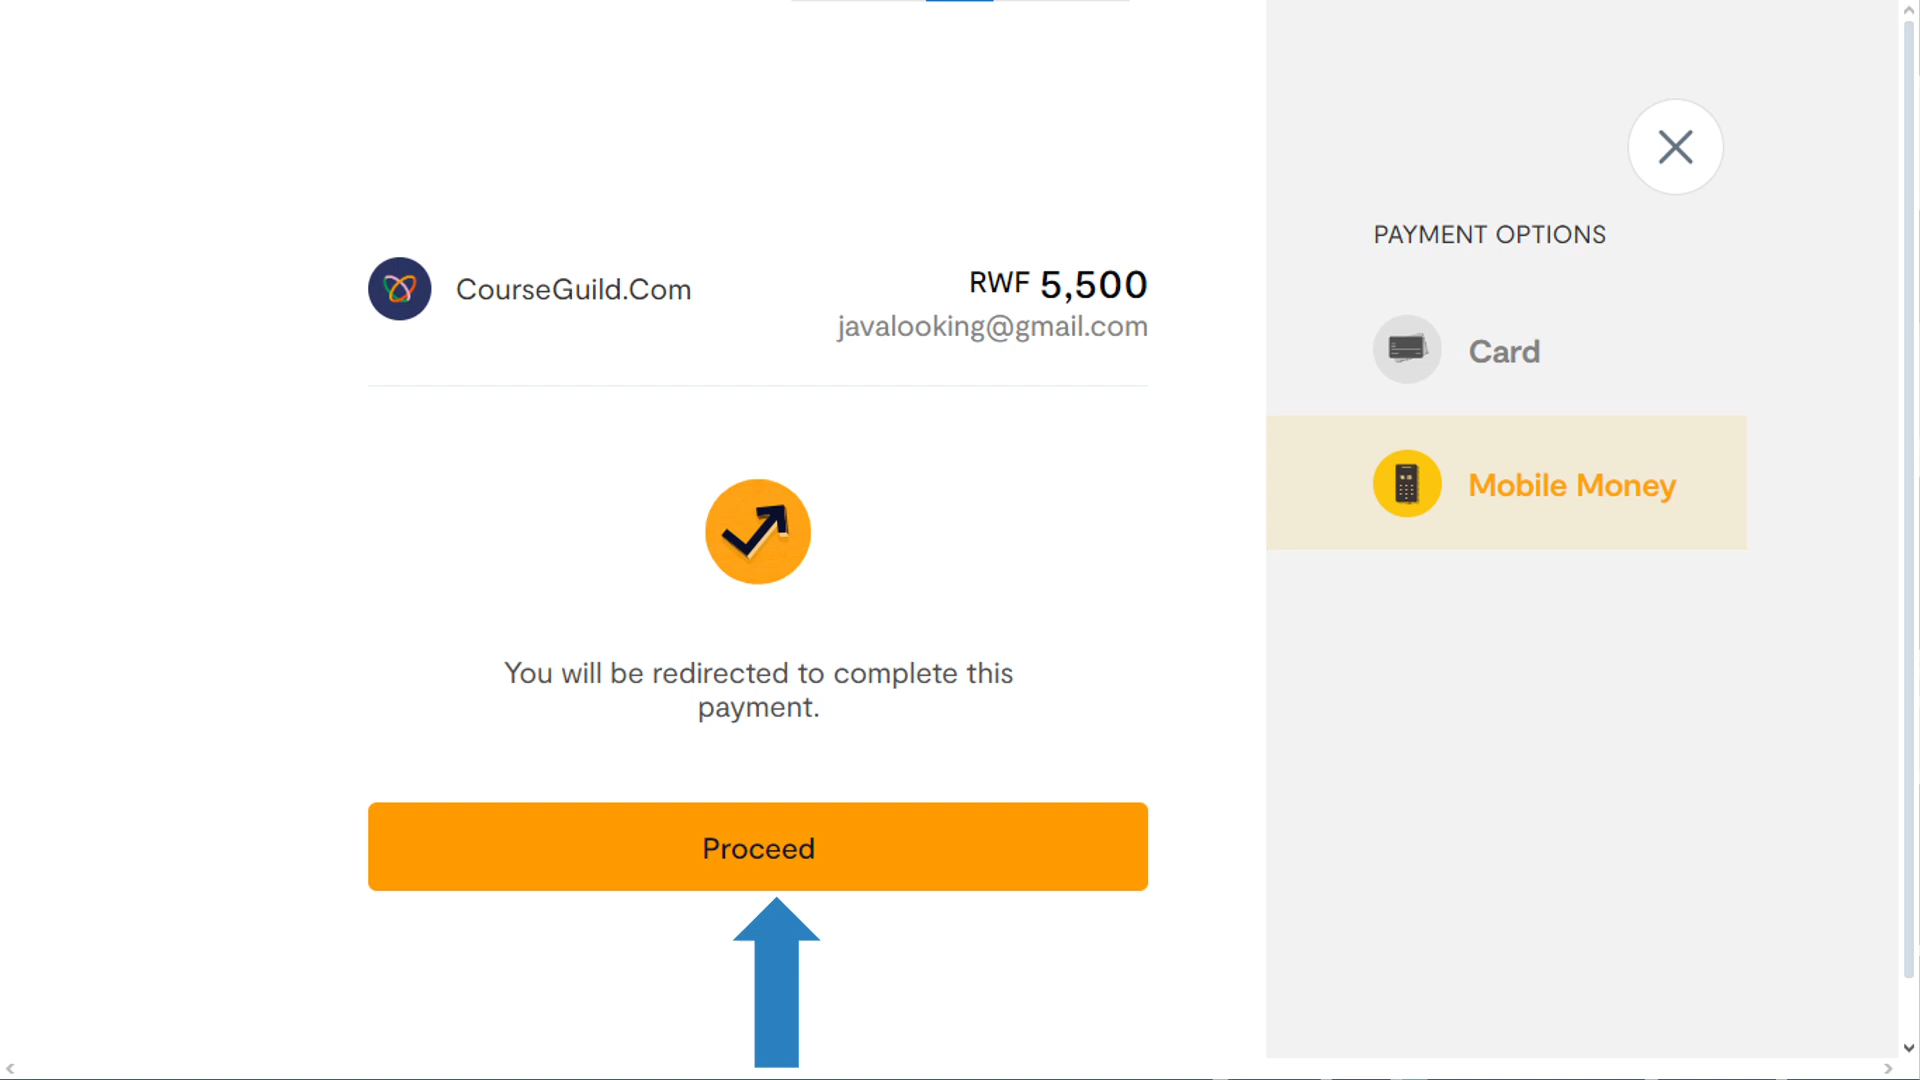 CourseGuild.Com
RWF 5,500
javalooking@gmail.com
You will be redirected to complete this
payment.
Proceed
PAYMENT OPTIONS
Card
Mobile Money